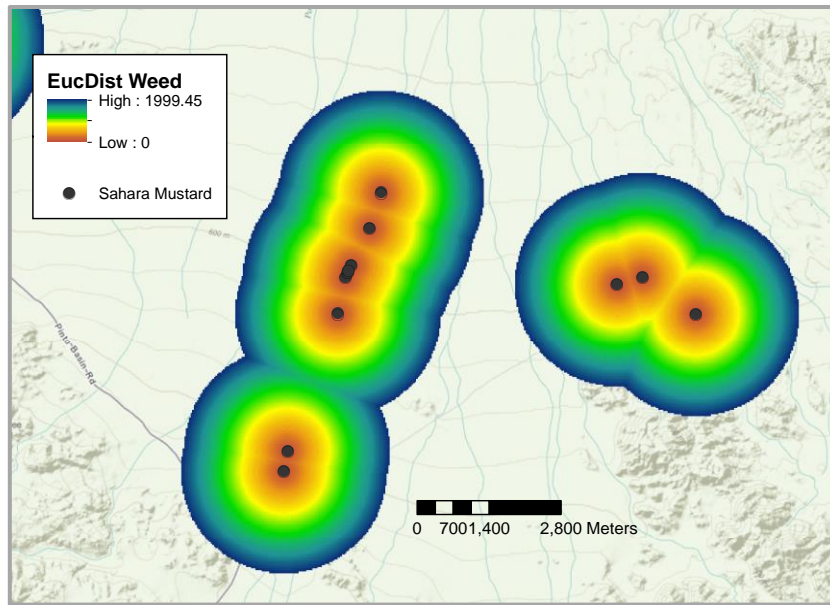 EucDist Weed
High : 1999.45
Low : 0
Sahara Mustard
600 m
Pinto-Basin-Rd
0 7001,400 2,800 Meters